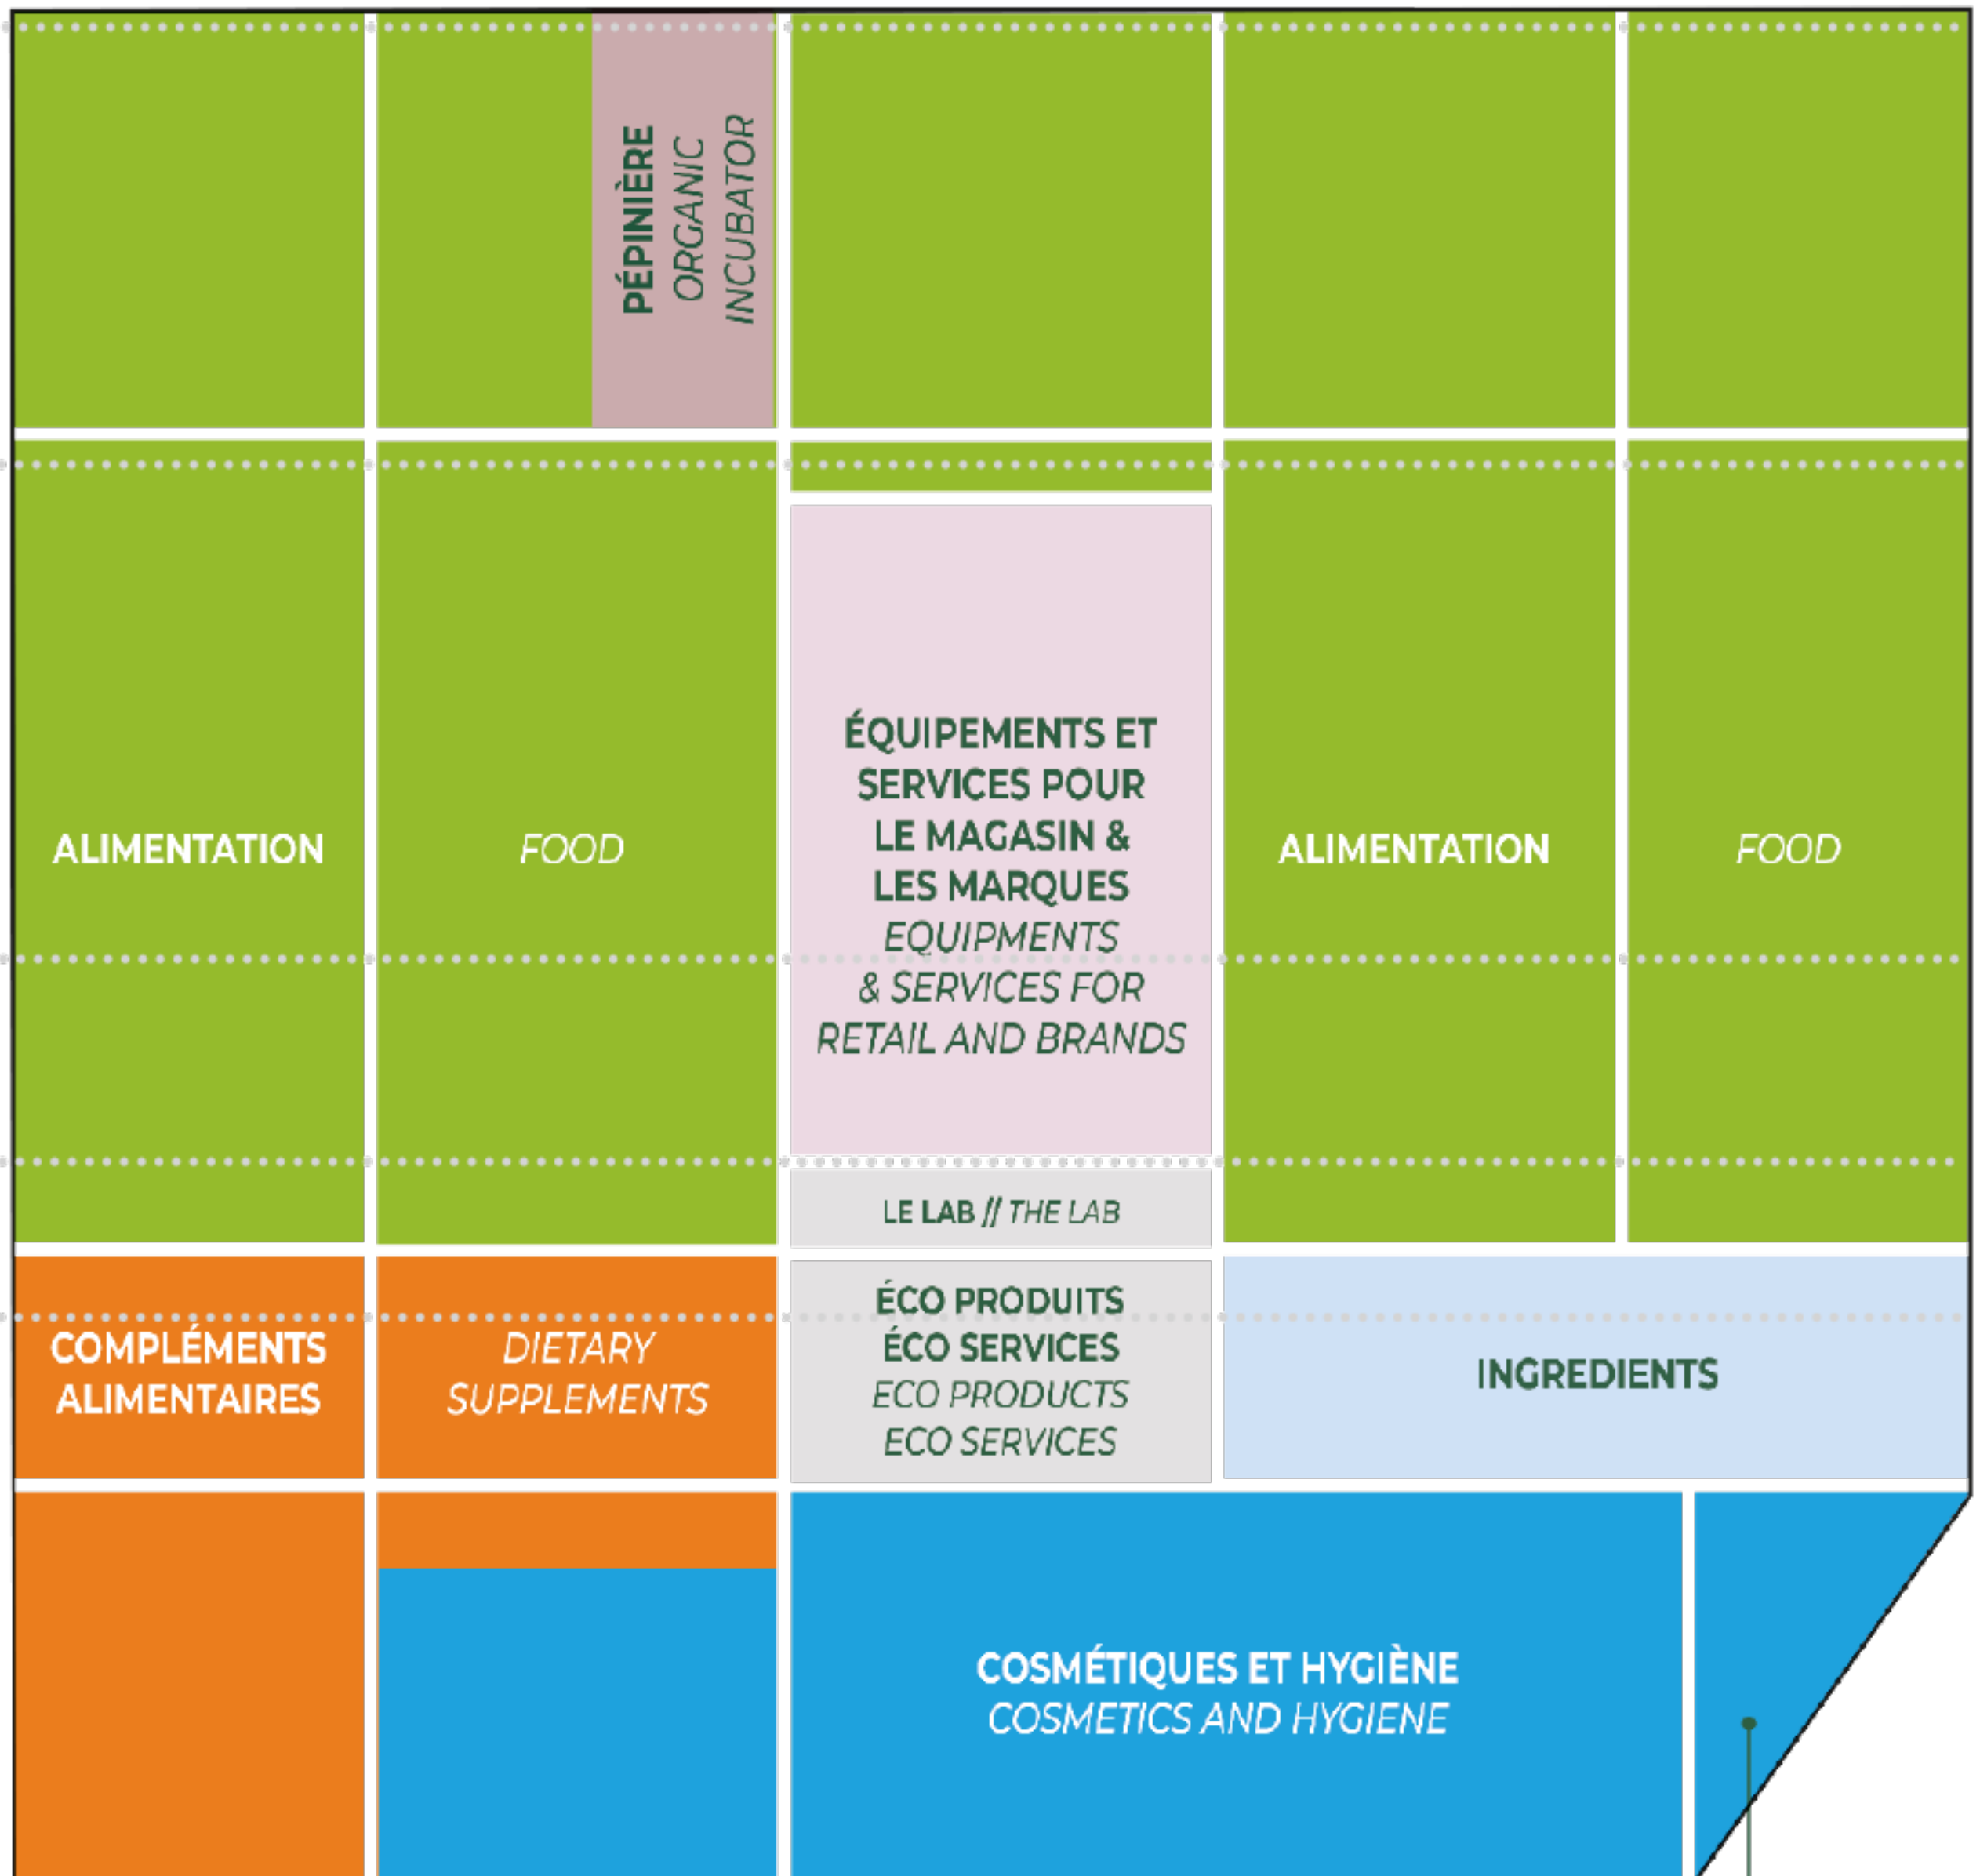 PÉPINIÈRE
ORGANIC
INCUBATOR
ALIMENTATION
FOOD
ÉQUIPEMENTS ET
SERVICES POUR
LE MAGASIN &
LES MARQUES
EQUIPMENTS
& SERVICES FOR
RETAIL AND BRANDS
ALIMENTATION
FOOD
LE LAB // THE LAB
COMPLÉMENTS
ALIMENTAIRES
DIETARY
SUPPLEMENTS
ÉCO PRODUITS
ÉCO SERVICES
ECO PRODUCTS
ECO SERVICES
INGREDIENTS
COSMÉTIQUES ET HYGIÈNE
COSMETICS AND HYGIENE